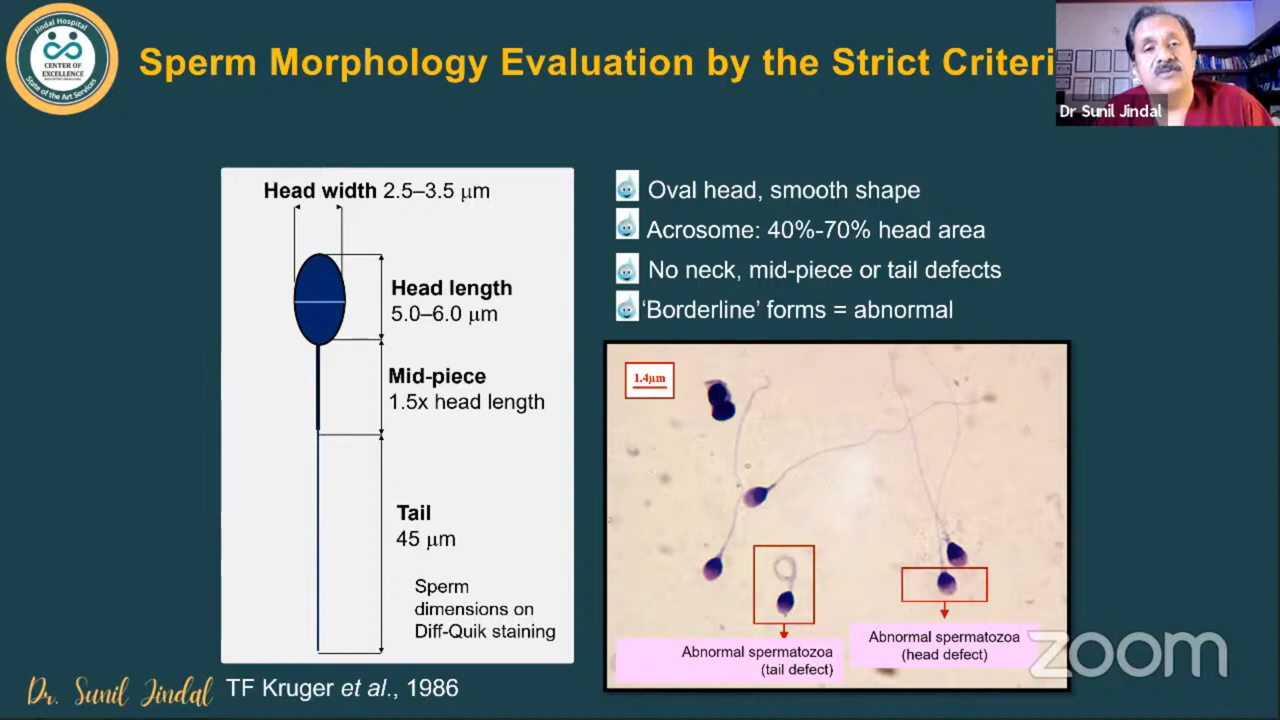 Jindal Hospital
CENTER OF
EXCELLENCE
State of the Art Services
Sperm Morphology Evaluation by the Strict Criteri
Dr Sunil Jindal
Head width 2.5–3.5 μm
Head length
5.0–6.0 μm
Mid-piece
1.5x head length
Tail
45 μm
Sperm
dimensions on
Diff-Quik staining
Oval head, smooth shape
Acrosome: 40%-70% head area
No neck, mid-piece or tail defects
‘Borderline’ forms = abnormal
1.4μm
Abnormal spermatozoa
(tail defect)
Abnormal spermatozoa
(head defect)
zoom
Dr. Sunil Jindal
TF Kruger et al., 1986